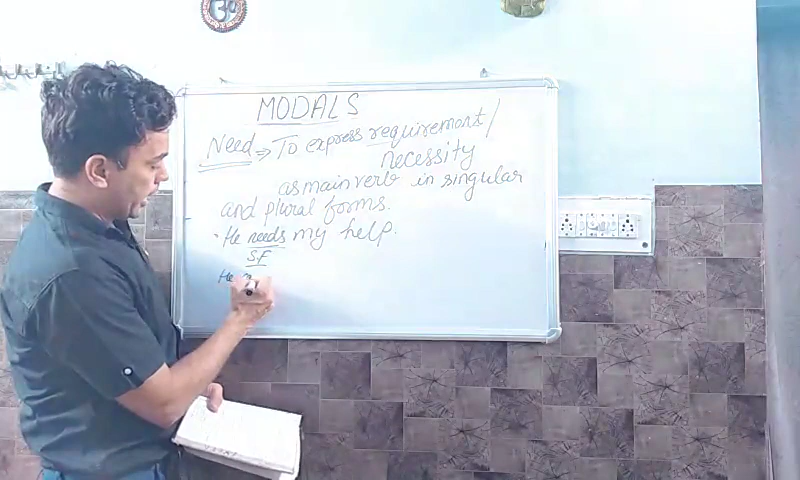 MODALS
Need => To express requirement /
necessity
as main verb in singular
and plural forms.
• He needs my help.
SF
He